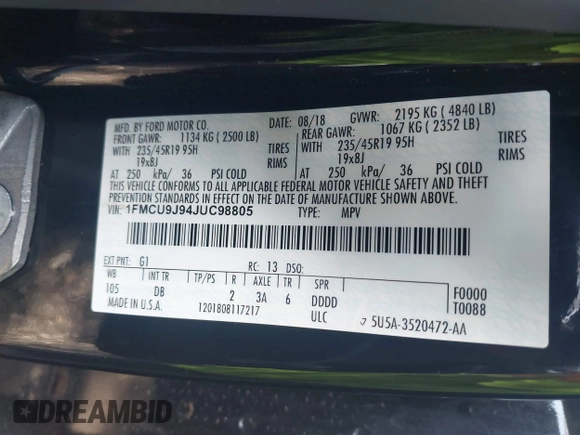 MFD. BY FORD MOTOR CO.
08/18 GVWR: 2195 KG ( 4840 LB)
FRONT GAWR: 1134 KG ( 2500 LB) REAR GAWR: 1067 KG ( 2352 LB)
WITH 235/45R19 95H TIRES WITH 235/45R19 95H TIRES
19x8J RIMS 19x8J RIMS
AT 250 kPa/ 36 PSI COLD AT 250 kPa/ 36 PSI COLD
THIS VEHICLE CONFORMS TO ALL APPLICABLE FEDERAL MOTOR VEHICLE SAFETY AND THEFT
PREVENTION STANDARDS IN EFFECT ON THE DATE OF MANUFACTURE SHOWN ABOVE.
VIN: 1FMCU9J94JUC98805 TYPE: MPV
EXT PNT: G1 RC: 13 DSO:
WB INT TR TP/PS R AXLE TR SPR F0000
105 DB 2 3A 6 DDDD T0088
MADE IN U.S.A. 1201808117217 ULC 5U5A-3520472-AA
DREAMBID